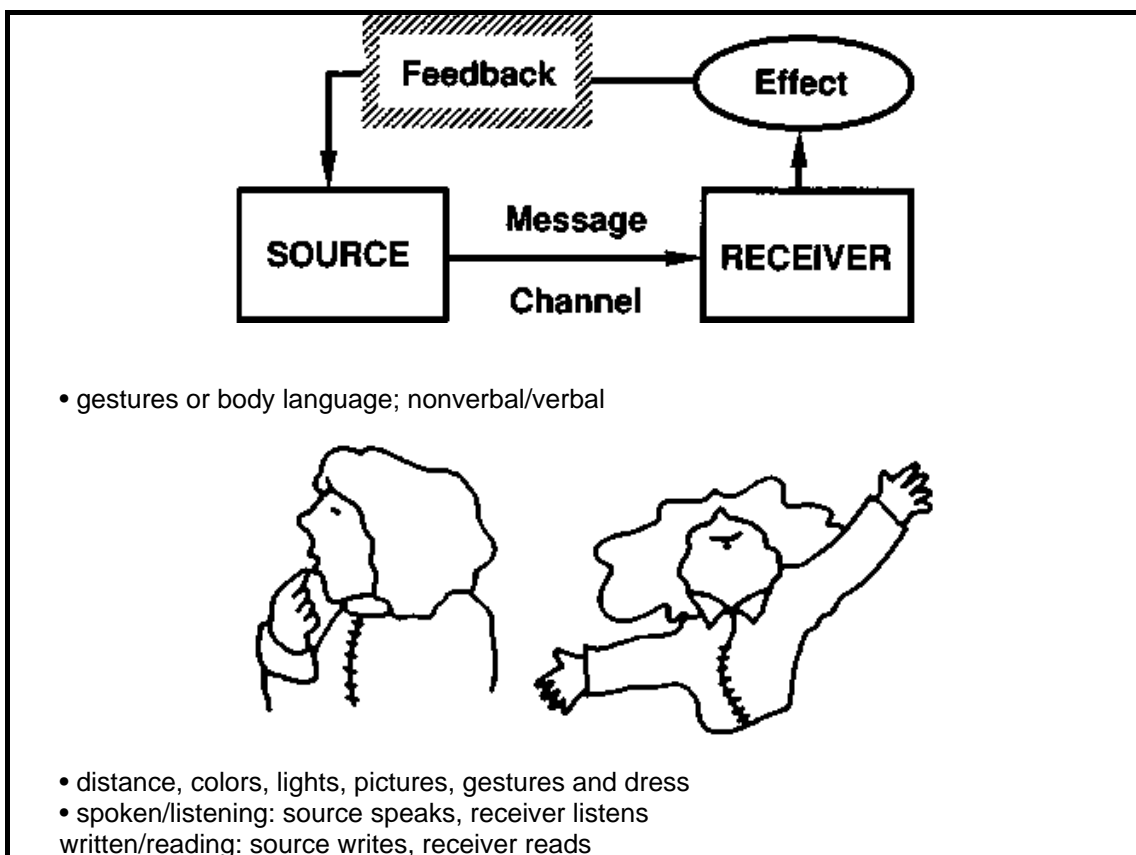 Feedback
Effect
SOURCE
Message
Channel
RECEIVER
• gestures or body language; nonverbal/verbal
• distance, colors, lights, pictures, gestures and dress
• spoken/listening: source speaks, receiver listens
written/reading: source writes, receiver reads